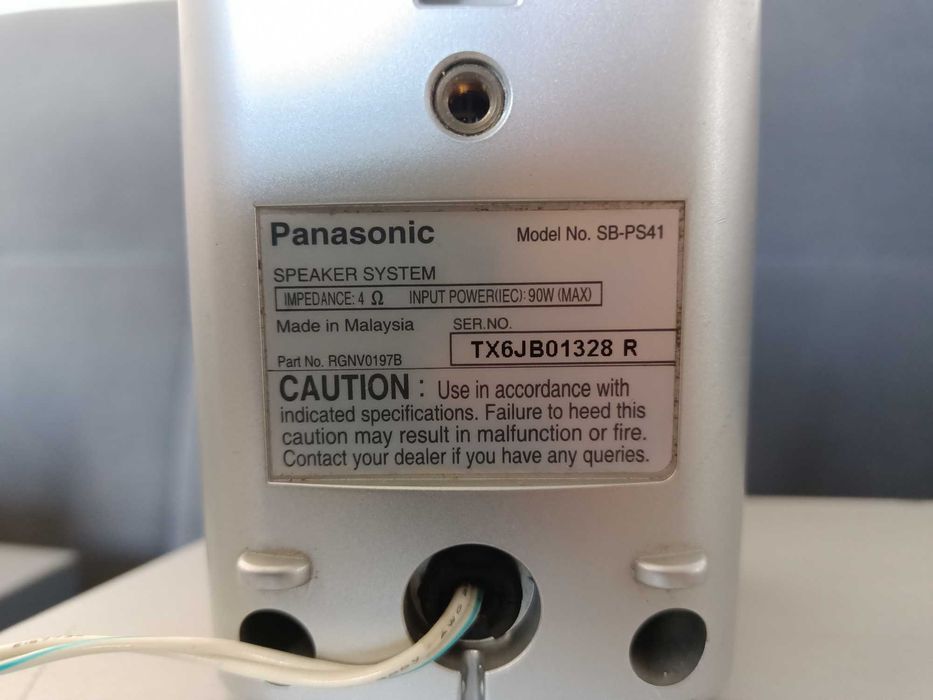 Panasonic
Model No. SB-PS41
SPEAKER SYSTEM
IMPEDANCE: 4 Ω INPUT POWER(IEC): 90W (MAX)
Made in Malaysia
SER.NO.
TX6JB01328 R
Part No. RGNV0197B
CAUTION : Use in accordance with
indicated specifications. Failure to heed this
caution may result in malfunction or fire.
Contact your dealer if you have any queries.